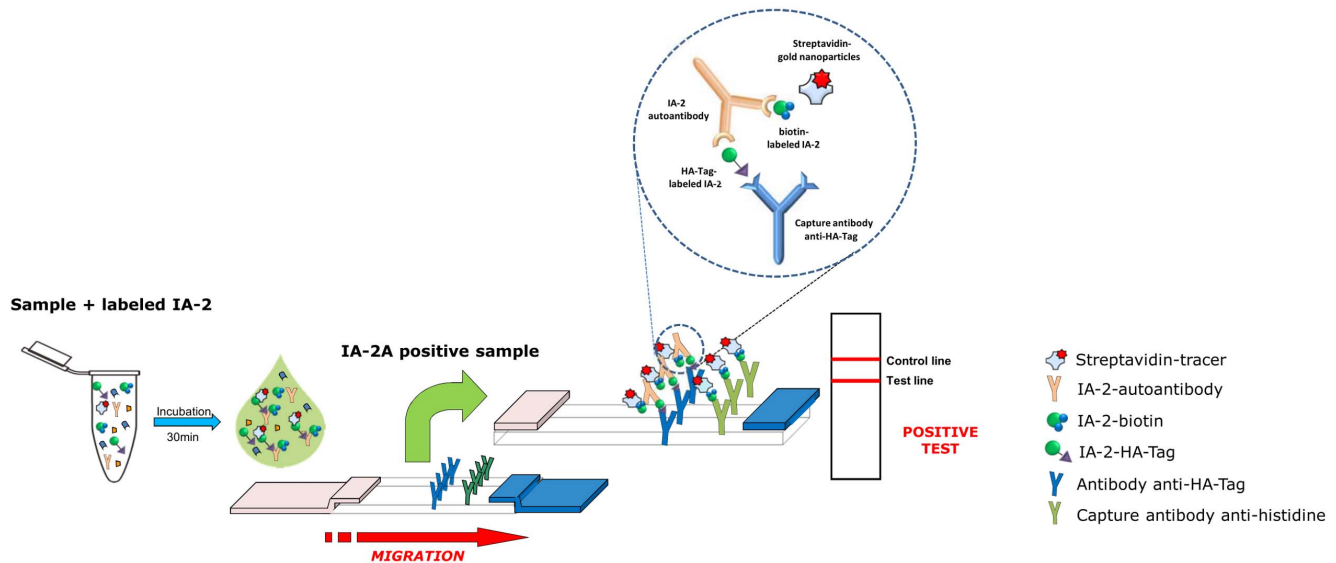 Streptavidin-
gold nanoparticles
IA-2
autoantibody
biotin-
labeled IA-2
HA-Tag-
labeled IA-2
Capture antibody
anti-HA-Tag
Sample + labeled IA-2
IA-2A positive sample
Incubation
30min
MIGRATION
Control line
Test line
POSITIVE
TEST
Streptavidin-tracer
IA-2-autoantibody
IA-2-biotin
IA-2-HA-Tag
Antibody anti-HA-Tag
Capture antibody anti-histidine